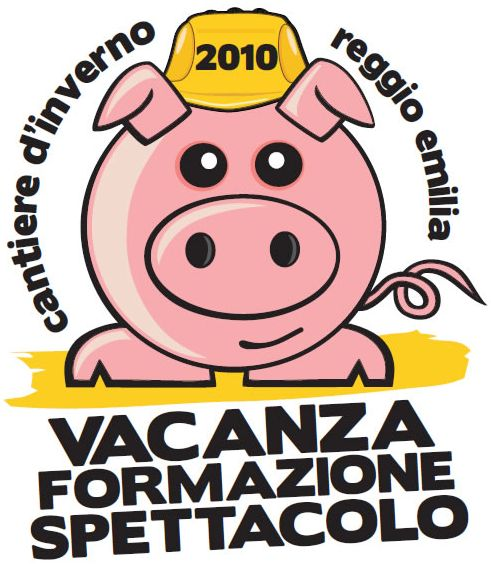 cantiere d'inverno
2010
reggio emilia
VACANZA
FORMAZIONE
SPETTACOLO